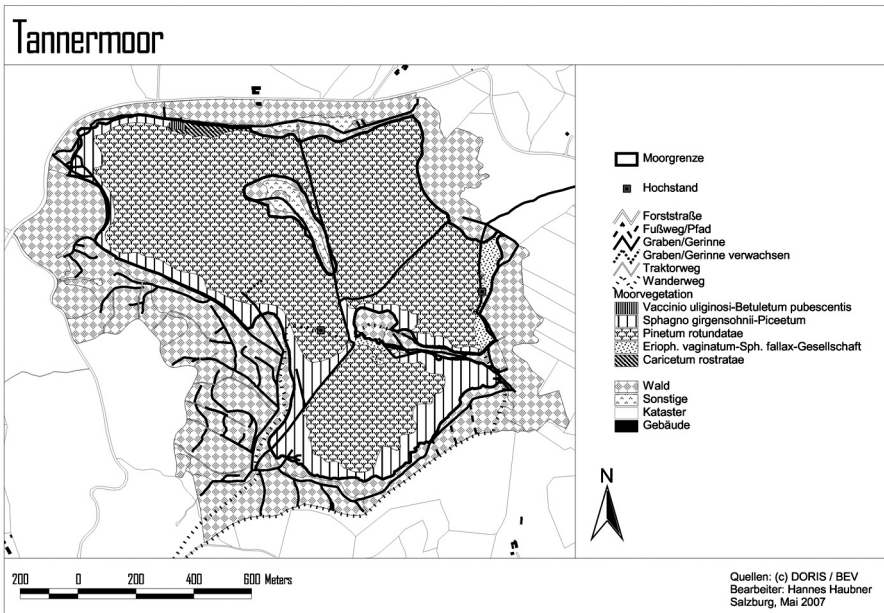 Tannermoor
Moorgrenze
Hochstand
Forststraße
Fußweg/Pfad
Graben/Gerinne
Graben/Gerinne verwachsen
Traktorweg
Wanderweg
Moorvegetation
Vaccinio uliginosi-Betuletum pubescentis
Sphagno girgensohnii-Piceetum
Pinetum rotundatae
Erioph. vaginatum-Sph. fallax-Gesellschaft
Caricetum rostratae
Wald
Sonstige
Kataster
Gebäude
N
200 0 200 400 600 Meters
Quellen: (c) DORIS / BEV
Bearbeiter: Hannes Haubner
Salzburg, Mai 2007